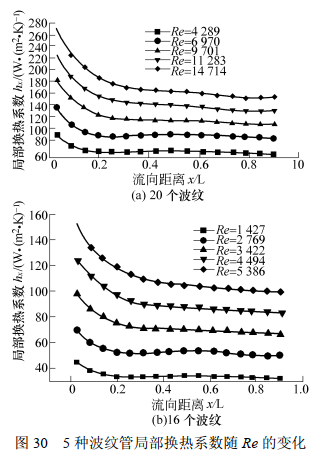 局部换热系数 hₓ/(W•(m²•K)⁻¹)
280
260
240
220
200
180
160
140
120
100
80
60
Re=4 289
Re=6 970
Re=9 701
Re=11 283
Re=14 714
0 0.2 0.4 0.6 0.8 10
流向距离 x/L
(a) 20 个波纹
局部换热系数 hₓ/(W•(m²•K)⁻¹)
160
140
120
100
80
60
40
Re=1 427
Re=2 769
Re=3 422
Re=4 494
Re=5 386
0 0.2 0.4 0.6 0.8 1.0
流向距离 x/L
(b)16 个波纹
图 30 5 种波纹管局部换热系数随 Re 的变化